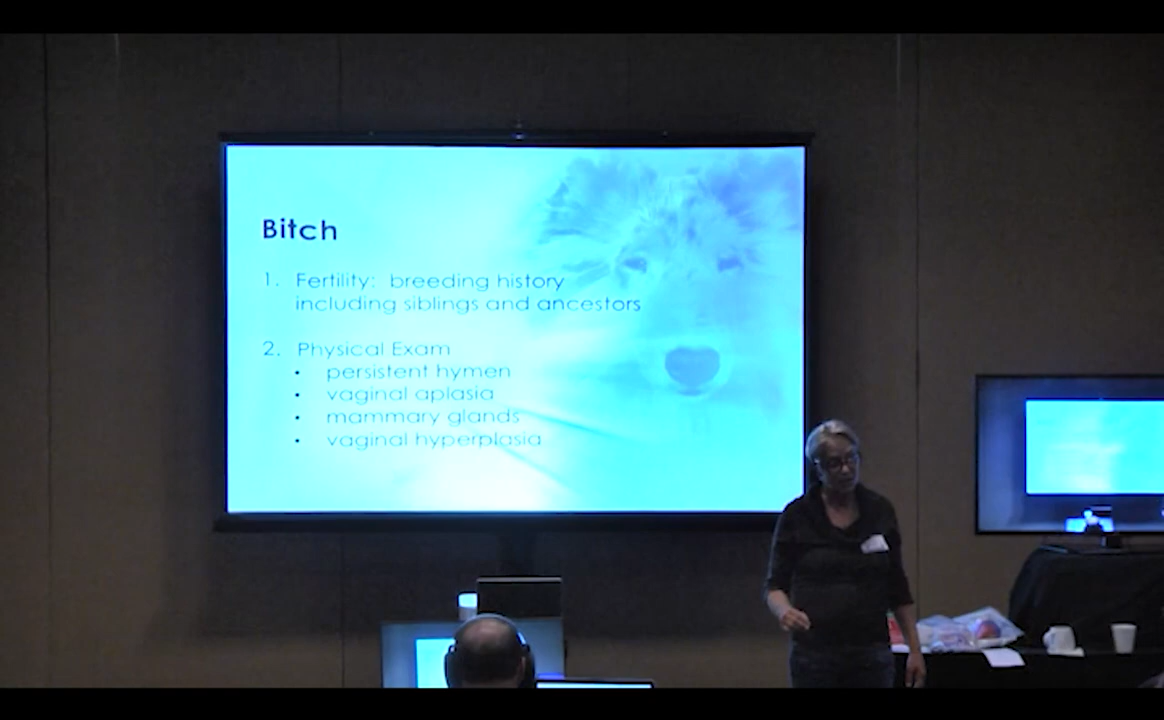 Bitch
1. Fertility: breeding history
including siblings and ancestors
2. Physical Exam
• persistent hymen
• vaginal aplasia
• mammary glands
• vaginal hyperplasia